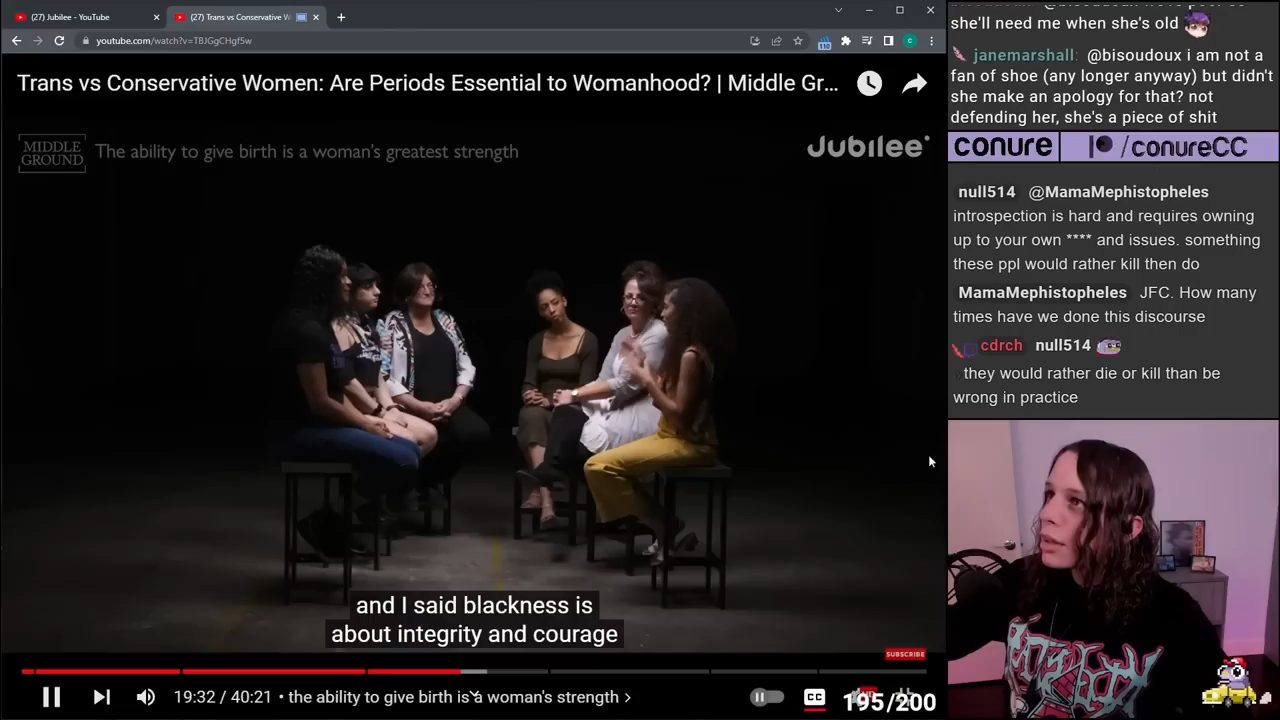 (27) Jubilee - YouTube
(27) Trans vs Conservative W
youtube.com/watch?v=TBJGgCHgf5w
Trans vs Conservative Women: Are Periods Essential to Womanhood? | Middle Gr...
MIDDLE
GROUND
The ability to give birth is a woman's greatest strength
Jubilee
and I said blackness is
about integrity and courage
SUBSCRIBE
19:32 / 40:21 • the ability to give birth is a woman's strength >
CC
195/200
she'll need me when she's old
janemarshall: @bisoudoux i am not a
fan of shoe (any longer anyway) but didn't
she make an apology for that? not
defending her, she's a piece of shit
conure
/conureCC
null514 @MamaMephistopheles
introspection is hard and requires owning
up to your own **** and issues. something
these ppl would rather kill then do
MamaMephistopheles JFC. How many
times have we done this discourse
cdrch null514
they would rather die or kill than be
wrong in practice